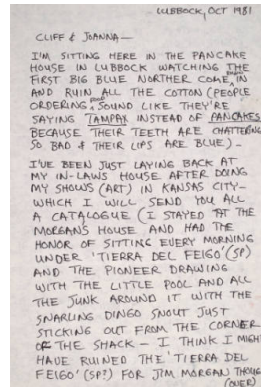 LUBBOCK, OCT 1981
CLIFF & JOANNA—
I'M SITTING HERE IN THE PANCAKE
HOUSE IN LUBBOCK WATCHING THE
FIRST BIG BLUE NORTHER COME IN
AND RUIN ALL THE COTTON (PEOPLE
ORDERING SOUND LIKE THEY'RE
SAYING TAMPAX INSTEAD OF PANCAKES
BECAUSE THEIR TEETH ARE CHATTERING
SO BAD & THEIR LIPS ARE BLUE)—
I'VE BEEN JUST LAYING BACK AT
MY IN-LAWS HOUSE AFTER DOING
MY SHOWS (ART) IN KANSAS CITY—
WHICH I WILL SEND YOU ALL
A CATALOGUE (I STAYED AT THE
MORGANS HOUSE AND HAD THE
HONOR OF SITTING EVERY MORNING
UNDER 'TIERRA DEL FEIGO' (SP)
AND THE PIONEER DRAWING
WITH THE LITTLE POOL AND ALL
THE JUNK AROUND IT WITH THE
SNARLING DINGO SNOUT JUST
STICKING OUT FROM THE CORNER
OF THE SHACK — I THINK I MIGHT
HAVE RUINED THE 'TIERRA DEL
FEIGO' (SP?) FOR JIM MORGAN THOUGH
(OVER)